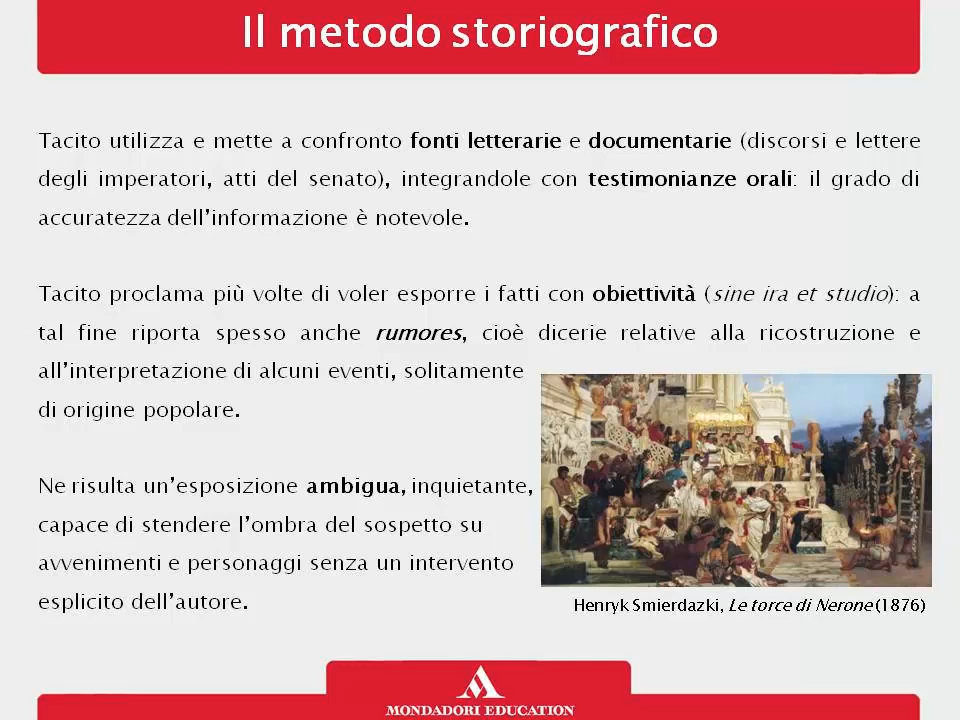 Il metodo storiografico
Tacito utilizza e mette a confronto fonti letterarie e documentarie (discorsi e lettere
degli imperatori, atti del senato), integrandole con testimonianze orali: il grado di
accuratezza dell'informazione è notevole.
Tacito proclama più volte di voler esporre i fatti con obiettività (sine ira et studio): a
tal fine riporta spesso anche rumores, cioè dicerie relative alla ricostruzione e
all'interpretazione di alcuni eventi, solitamente
di origine popolare.
Ne risulta un'esposizione ambigua, inquietante,
capace di stendere l'ombra del sospetto su
avvenimenti e personaggi senza un intervento
esplicito dell'autore.
Henryk Smierdazki, Le torce di Nerone (1876)
MONDADORI EDUCATION